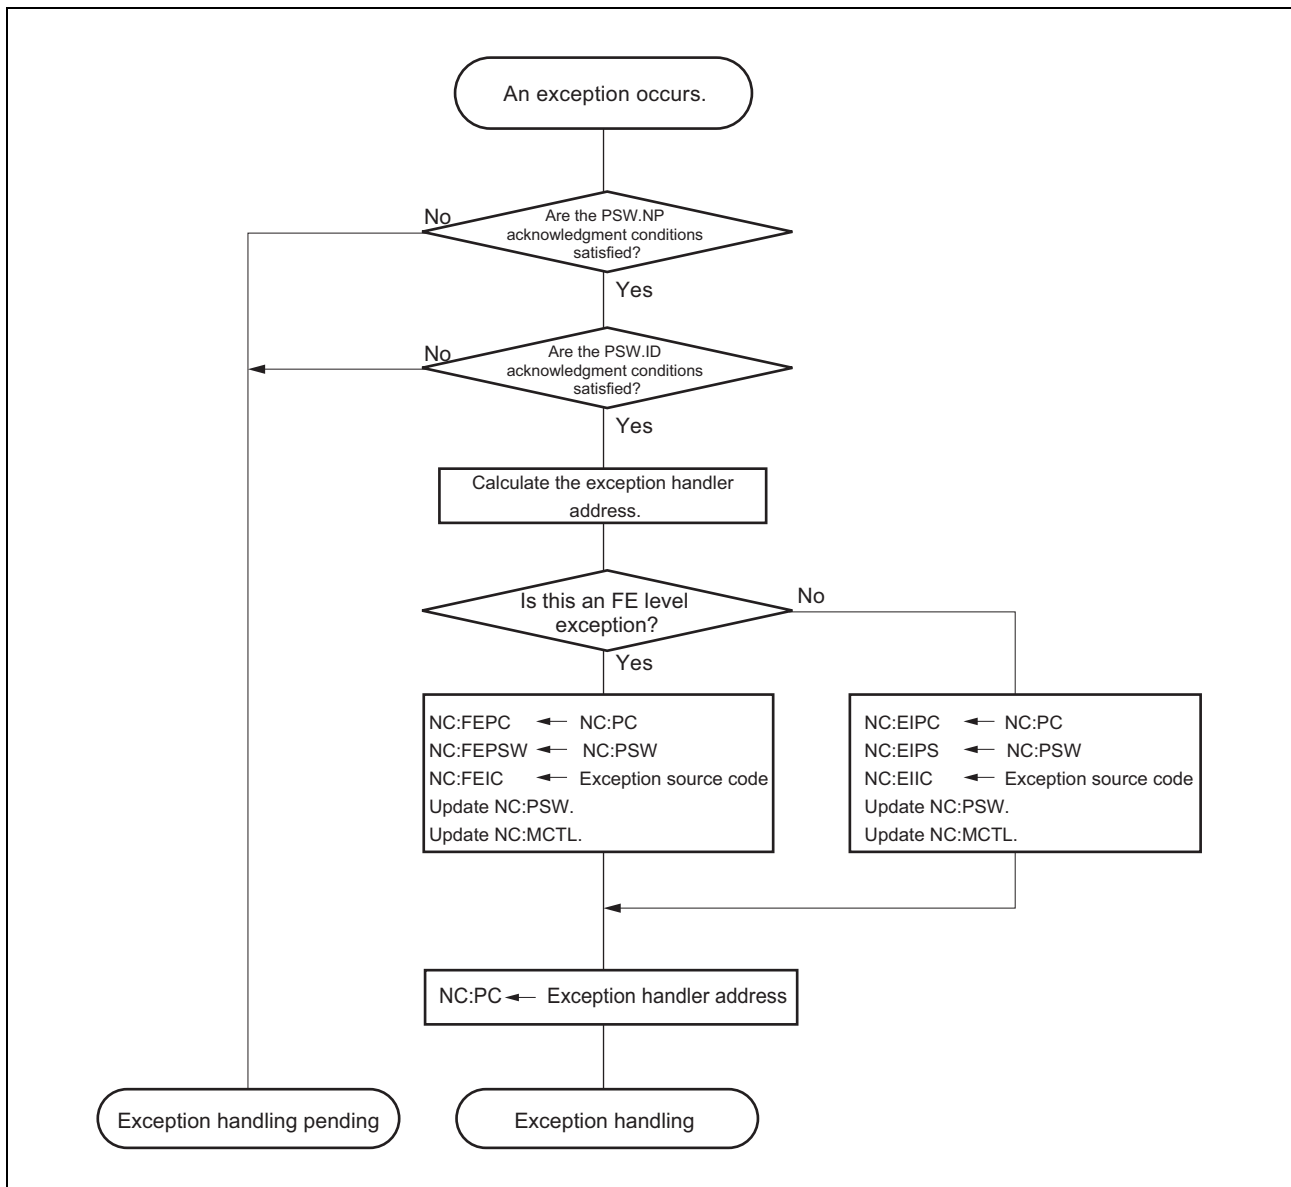 An exception occurs.
No
Are the PSW.NP
acknowledgment conditions
satisfied?
Yes
No
Are the PSW.ID
acknowledgment conditions
satisfied?
Yes
Calculate the exception handler
address.
Is this an FE level
exception?
No
Yes
NC:FEPC ← NC:PC
NC:FEPSW ← NC:PSW
NC:FEIC ← Exception source code
Update NC:PSW.
Update NC:MCTL.
NC:EIPC ← NC:PC
NC:EIPS ← NC:PSW
NC:EIIC ← Exception source code
Update NC:PSW.
Update NC:MCTL.
NC:PC ← Exception handler address
Exception handling pending
Exception handling